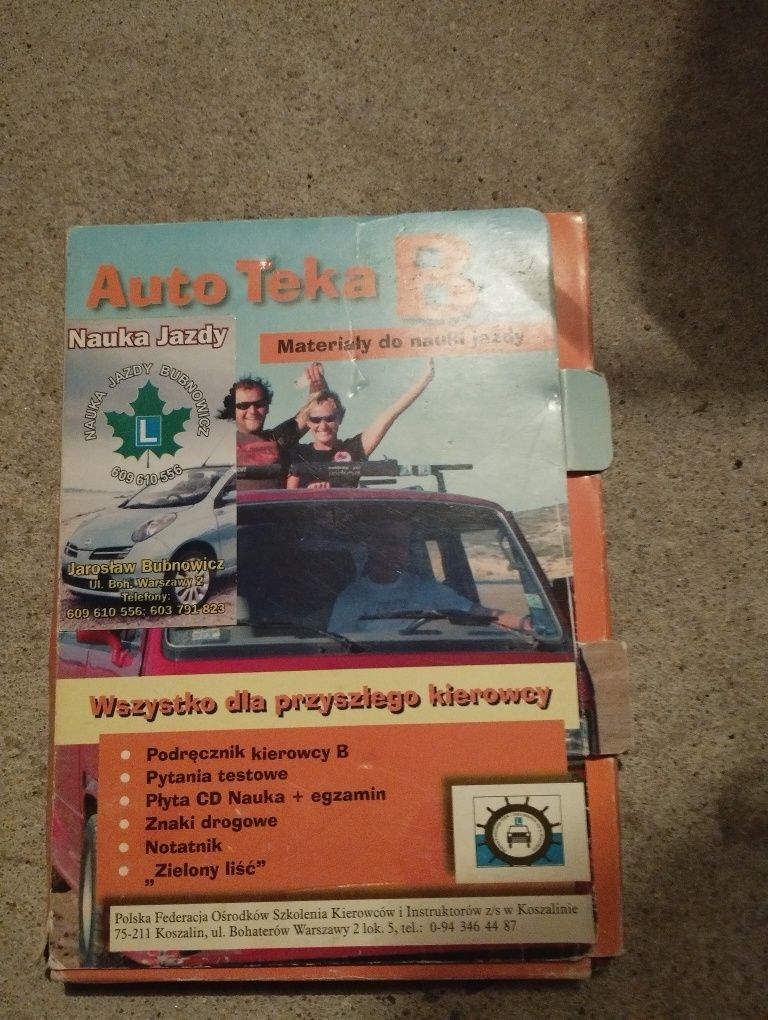 Auto Teka B
Materiały do nauki jazdy
Nauka Jazdy
NAUKA JAZDY BUBNOWICZ
L
609 610 556
Jarosław Bubnowicz
Ul. Boh. Warszawy 2
Telefony:
609 610 556; 603 791 823
Wszystko dla przyszłego kierowcy
Podręcznik kierowcy B
Pytania testowe
Płyta CD Nauka + egzamin
Znaki drogowe
Notatnik
„Zielony liść”
L
Polska Federacja Ośrodków Szkolenia Kierowców i Instruktorów z/s w Koszalinie
75-211 Koszalin, ul. Bohaterów Warszawy 2 lok. 5, tel.: 0-94 346 44 87